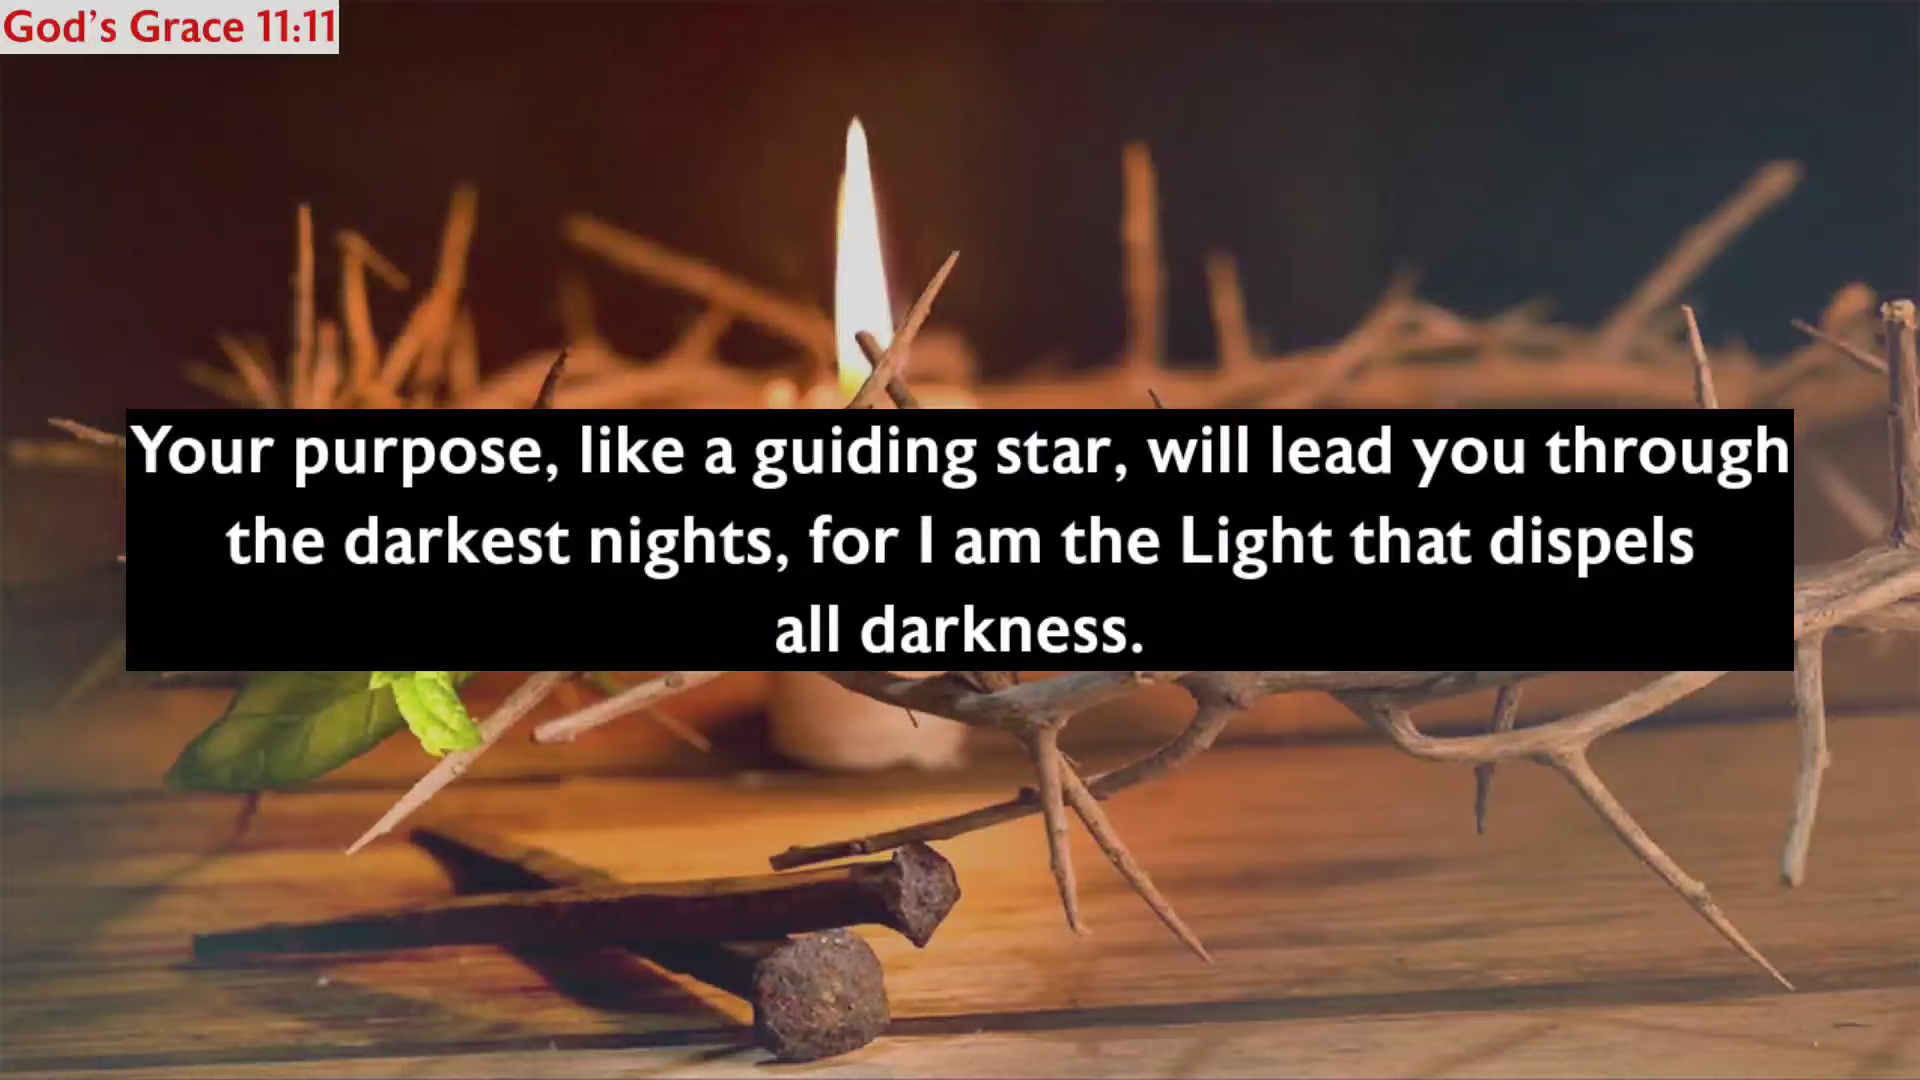 God's Grace 11:11
Your purpose, like a guiding star, will lead you through
the darkest nights, for I am the Light that dispels
all darkness.